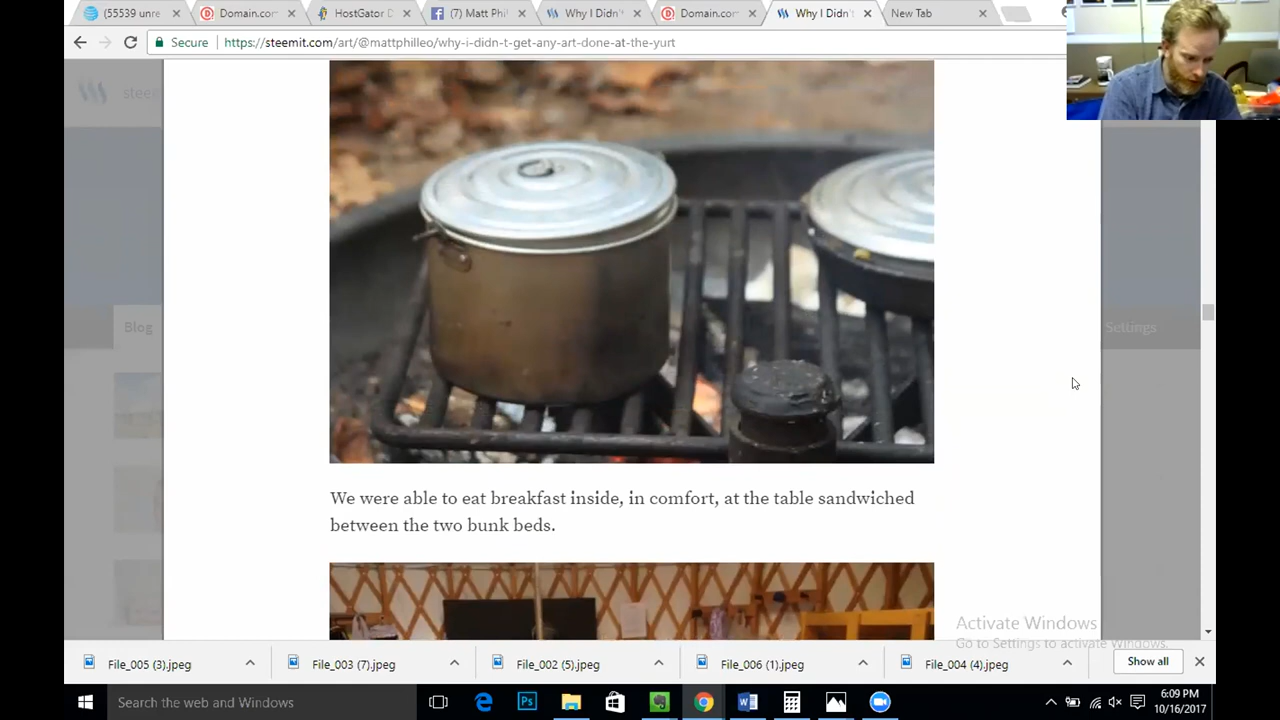 (55539 unre
Domain.cor
HostGator D
(7) Matt Phil
Why I Didn'
Domain.cor
Why I Didn'
New Tab
Secure
https://steemit.com/art/@mattphilleo/why-i-didn-t-get-any-art-done-at-the-yurt
stee
Blog
Settings
We were able to eat breakfast inside, in comfort, at the table sandwiched
between the two bunk beds.
Activate Windows
Go to Settings to activate Windows.
File_005 (3).jpeg
File_003 (7).jpeg
File_002 (5).jpeg
File_006 (1).jpeg
File_004 (4).jpeg
Show all
Search the web and Windows
6:09 PM
10/16/2017